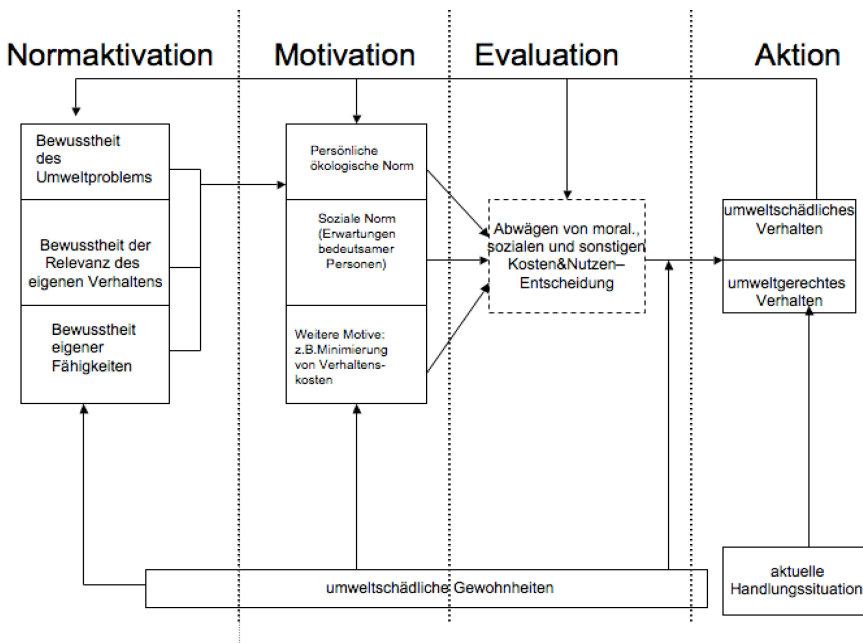 Normaktivation
Motivation
Evaluation
Aktion
Bewusstheit
des
Umweltproblems
Bewusstheit der
Relevanz des
eigenen Verhaltens
Bewusstheit
eigener
Fähigkeiten
Persönliche
ökologische Norm
Soziale Norm
(Erwartungen
bedeutsamer
Personen)
Weitere Motive:
z.B.Minimierung
von Verhaltens-
kosten
Abwägen von moral.,
sozialen und sonstigen
Kosten&Nutzen–
Entscheidung
umweltschädliches
Verhalten
umweltgerechtes
Verhalten
umweltschädliche Gewohnheiten
aktuelle
Handlungssituation